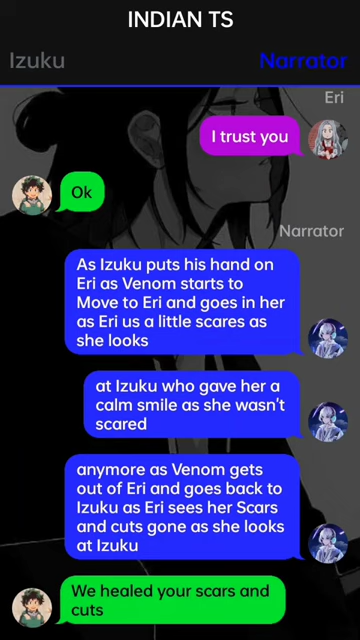 INDIAN TS
Izuku
Narrator
Eri
I trust you
Ok
Narrator
As Izuku puts his hand on
Eri as Venom starts to
Move to Eri and goes in her
as Eri us a little scares as
she looks
at Izuku who gave her a
calm smile as she wasn't
scared
anymore as Venom gets
out of Eri and goes back to
Izuku as Eri sees her Scars
and cuts gone as she looks
at Izuku
We healed your scars and
cuts